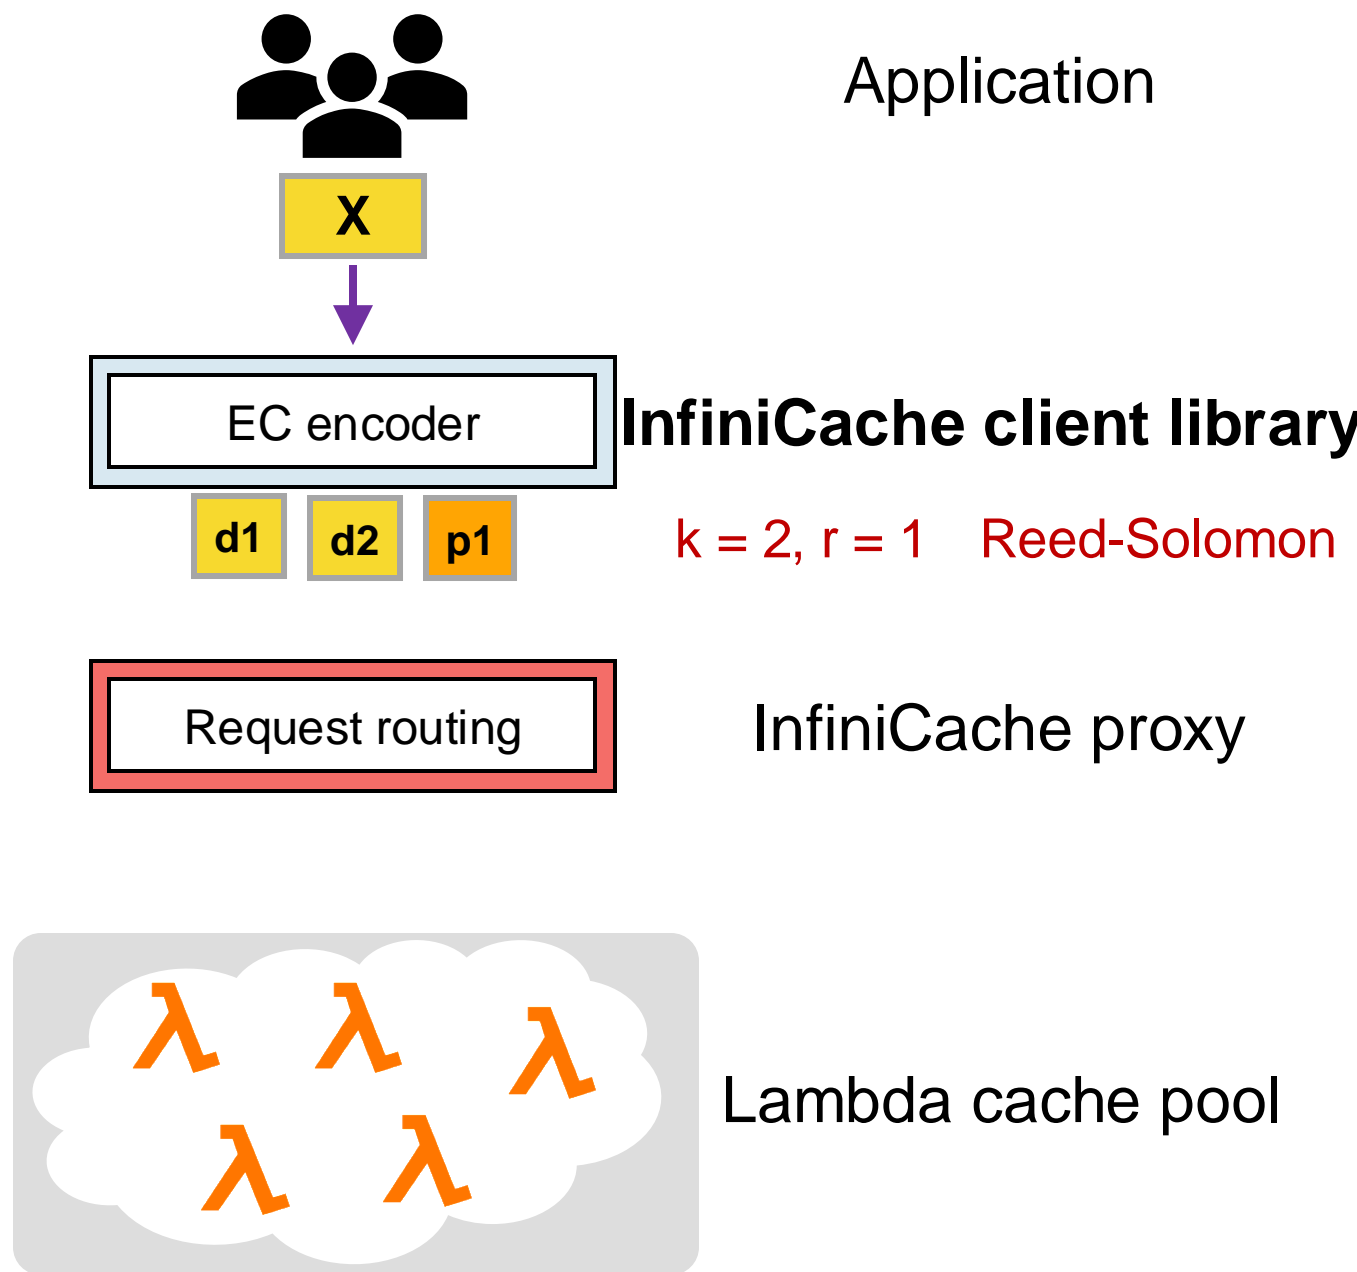 Application
X
EC encoder
InfiniCache client library
d1 d2 p1
k = 2, r = 1 Reed-Solomon
Request routing
InfiniCache proxy
λ λ λ
λ λ
Lambda cache pool